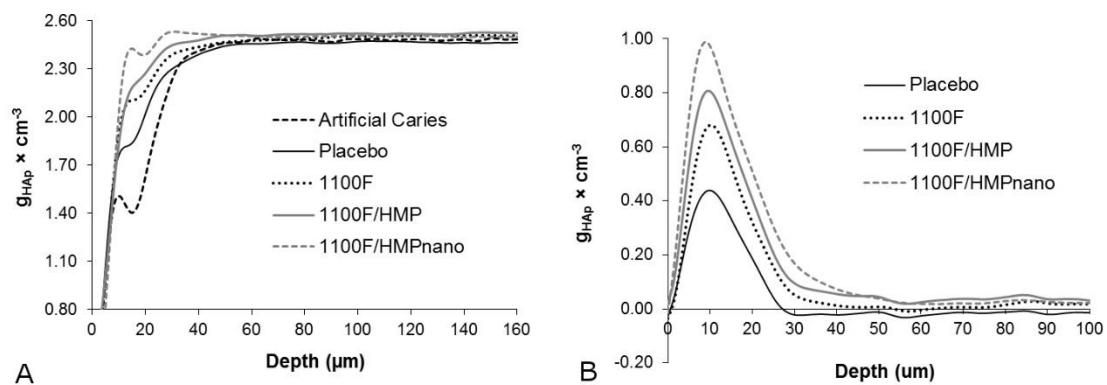 2.60
2.30
2.00
1.70
1.40
1.10
0.80
g_HAp × cm⁻³
0 20 40 60 80 100 120 140 160
Depth (µm)
Artificial Caries
Placebo
1100F
1100F/HMP
1100F/HMPnano
A
1.00
0.80
0.60
0.40
0.20
0.00
-0.20
g_HAp × cm⁻³
0 10 20 30 40 50 60 70 80 90 100
Depth (um)
Placebo
1100F
1100F/HMP
1100F/HMPnano
B